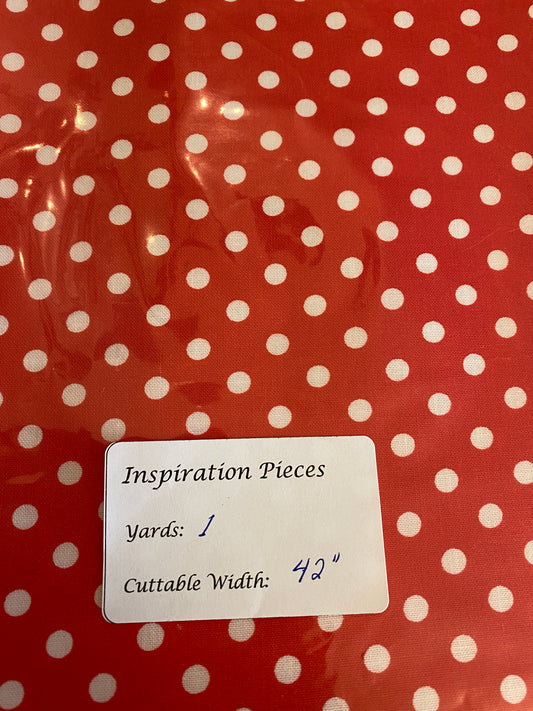 Inspiration Pieces
Yards: 1
Cuttable Width: 42"